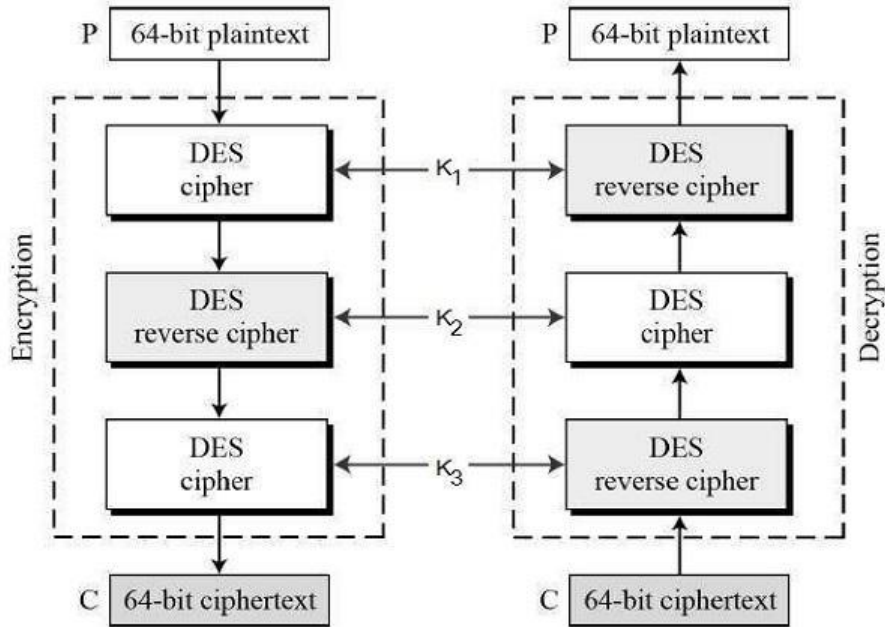 P 64-bit plaintext
P 64-bit plaintext
Encryption
DES
cipher
K1
DES
reverse cipher
DES
reverse cipher
K2
DES
cipher
DES
cipher
K3
DES
reverse cipher
Decryption
C 64-bit ciphertext
C 64-bit ciphertext